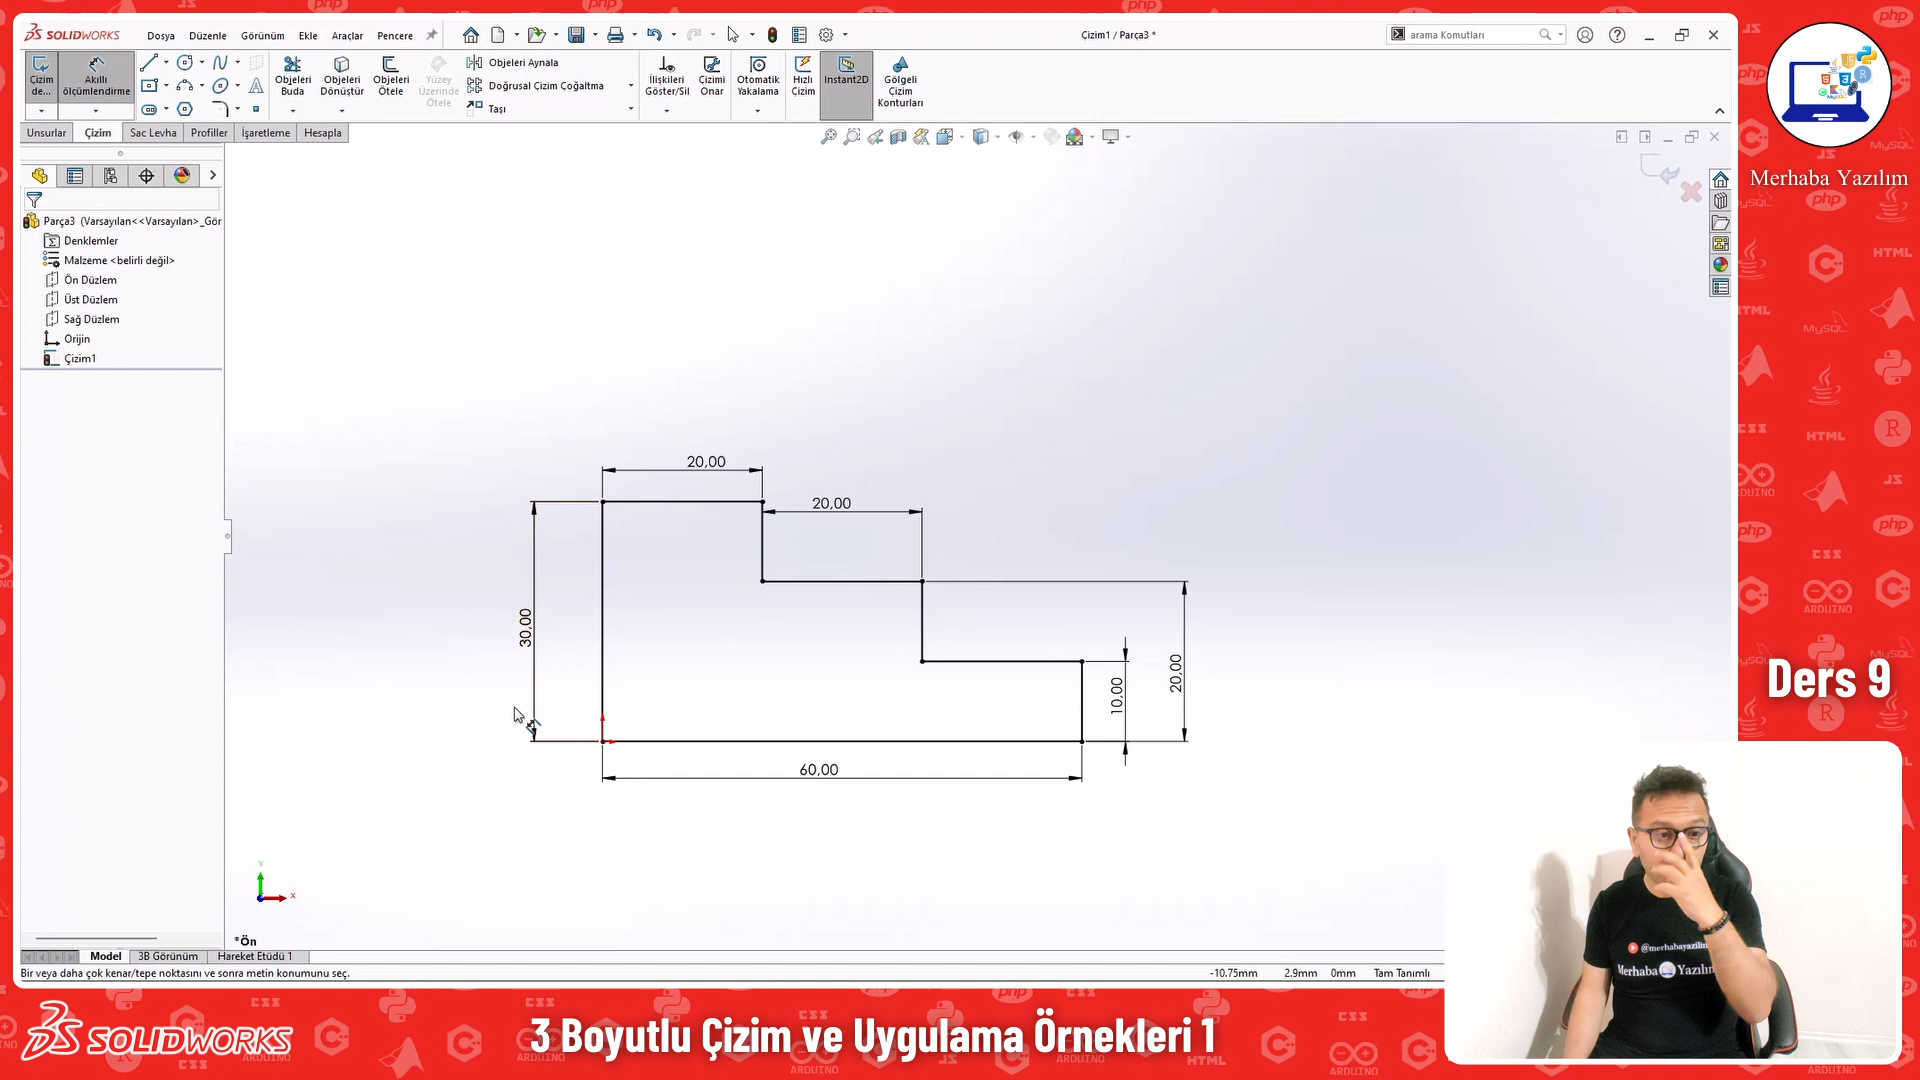 SOLIDWORKS
Dosya
Düzenle
Görünüm
Ekle
Araçlar
Pencere
Çizim1 / Parça3 *
arama Komutları
Çizim
de...
Akıllı
ölçümlendirme
Objeleri
Buda
Objeleri
Dönüştür
Objeleri
Ötele
Yüzey
Üzerinde
Ötele
Objeleri Aynala
Doğrusal Çizim Çoğaltma
Taşı
İlişkileri
Göster/Sil
Çizimi
Onar
Otomatik
Yakalama
Hızlı
Çizim
Instant2D
Gölgeli
Çizim
Konturları
Unsurlar
Çizim
Sac Levha
Profiller
İşaretleme
Hesapla
Parça3 (Varsayılan<<Varsayılan>_Gör
Denklemler
Malzeme <belirli değil>
Ön Düzlem
Üst Düzlem
Sağ Düzlem
Orijin
Çizim1
20,00
20,00
30,00
10,00
20,00
60,00
Y
X
*Ön
Model
3B Görünüm
Hareket Etüdü 1
Bir veya daha çok kenar/tepe noktasını ve sonra metin konumunu seç.
-10.75mm
2.9mm
0mm
Tam Tanımlı
Merhaba Yazılım
Ders 9
@merhabayazilim
Merhaba Yazılım
SOLIDWORKS
3 Boyutlu Çizim ve Uygulama Örnekleri 1